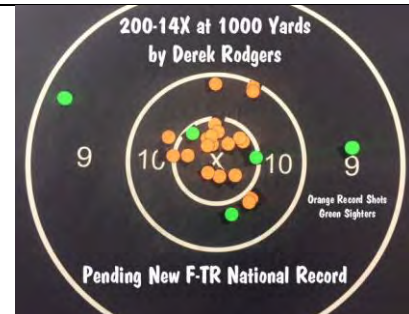 200-14X at 1000 Yards
by Derek Rodgers
9 10 X 10 9
Orange Record Shots
Green Sighters
Pending New F-TR National Record